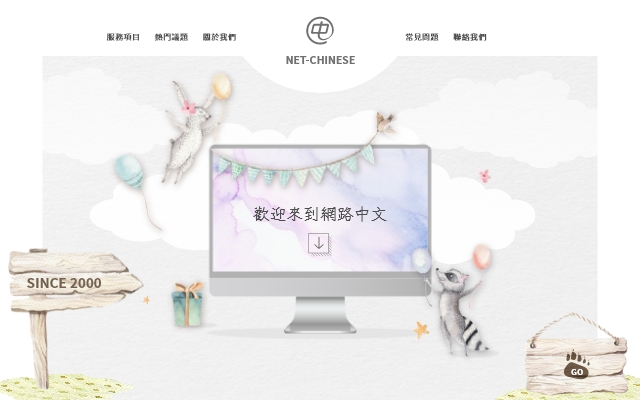 服務項目 熱門議題 關於我們
NET-CHINESE
常見問題 聯絡我們
歡迎來到網路中文
SINCE 2000
GO